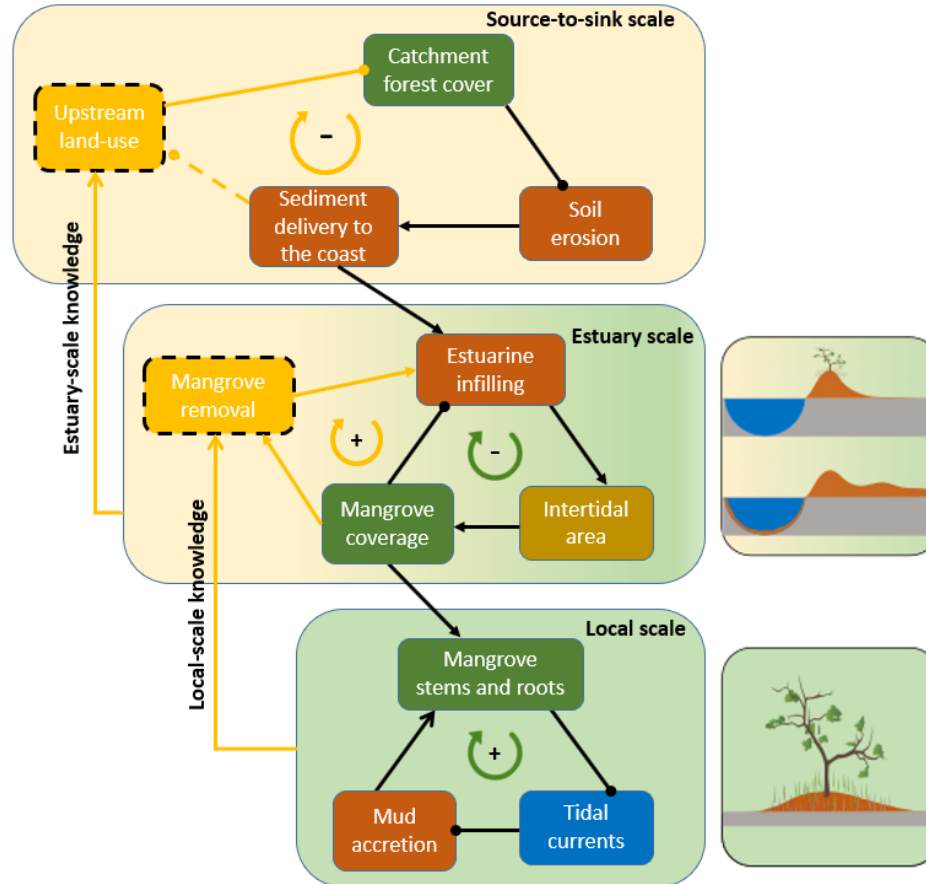 Source-to-sink scale
Catchment
forest cover
Upstream
land-use
−
Sediment
delivery to
the coast
Soil
erosion
Estuary-scale knowledge
Estuary scale
Estuarine
infilling
Mangrove
removal
+
−
Mangrove
coverage
Intertidal
area
Local-scale knowledge
Local scale
Mangrove
stems and roots
+
Mud
accretion
Tidal
currents